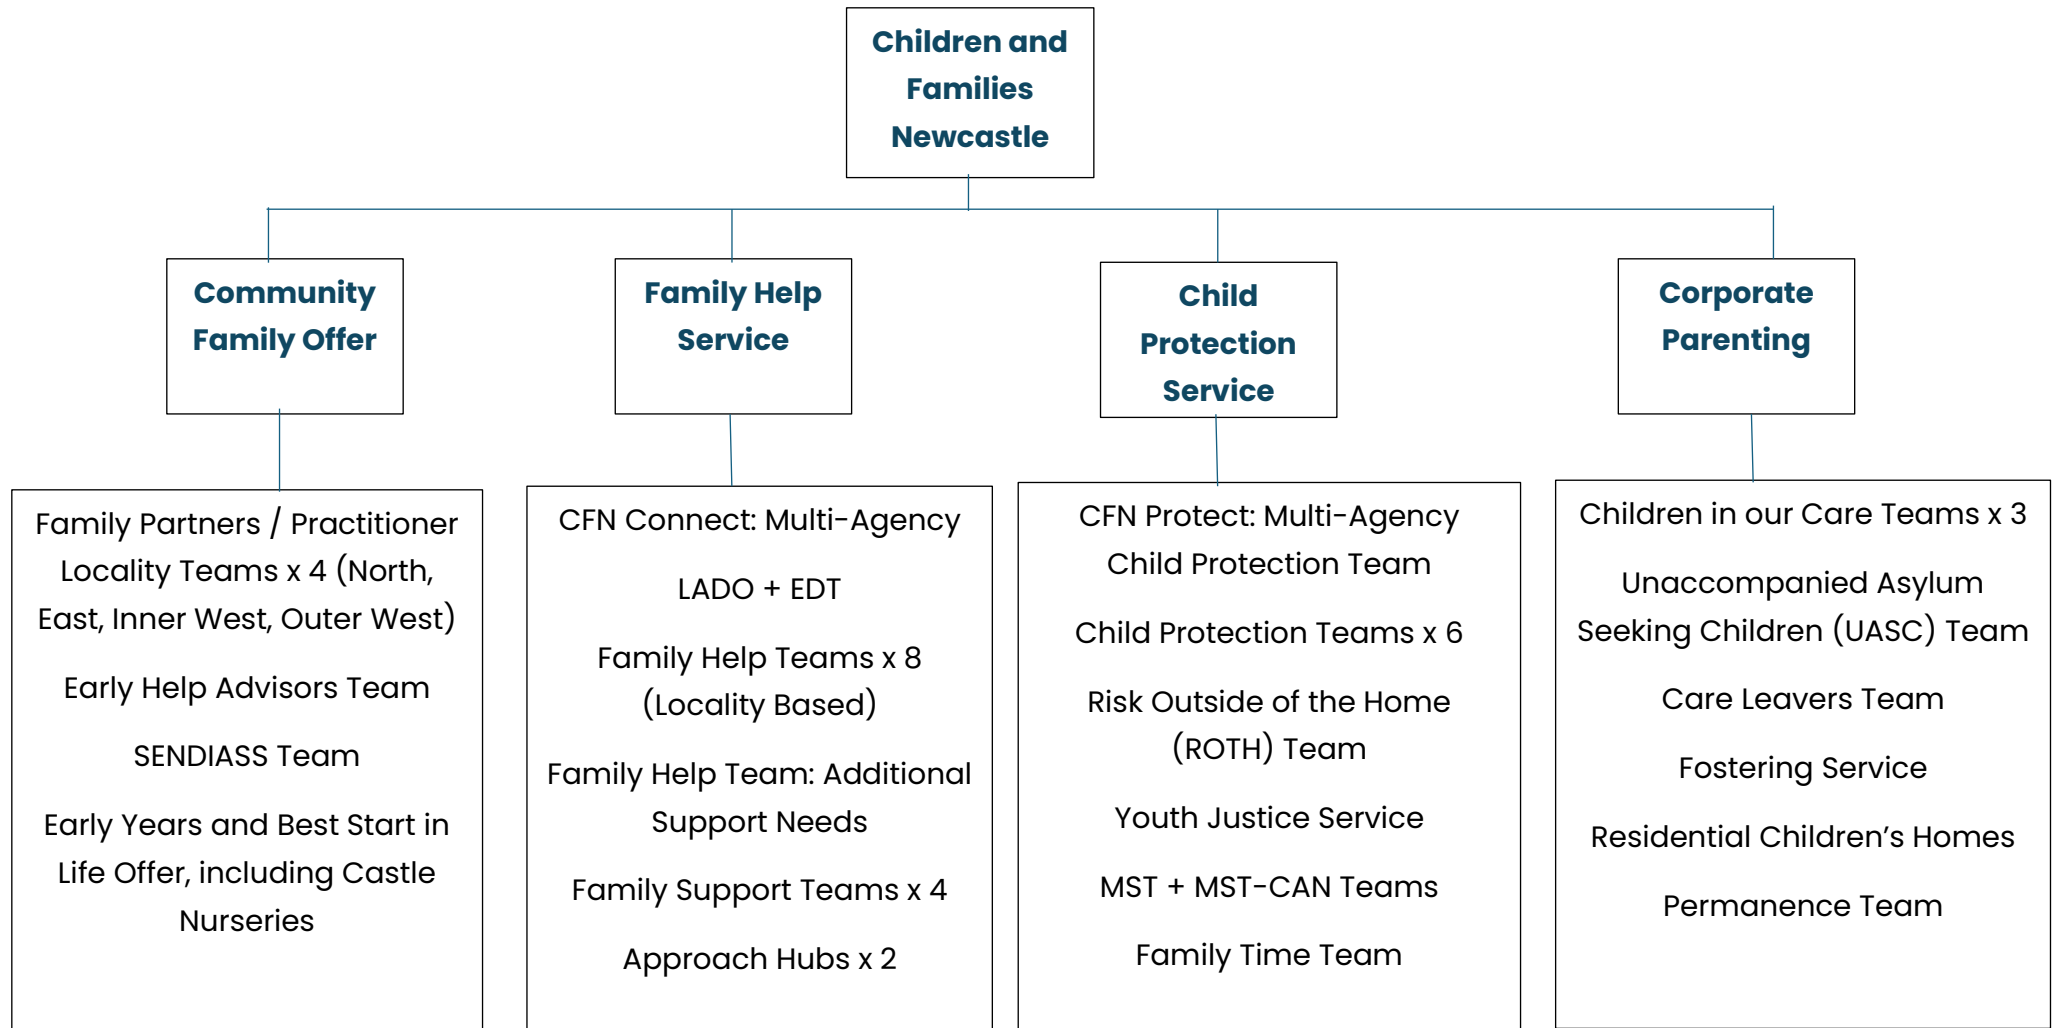 Children and
Families
Newcastle
Community
Family Offer
Family Help
Service
Child
Protection
Service
Corporate
Parenting
Family Partners / Practitioner
Locality Teams x 4 (North,
East, Inner West, Outer West)
Early Help Advisors Team
SENDIASS Team
Early Years and Best Start in
Life Offer, including Castle
Nurseries
CFN Connect: Multi-Agency
LADO + EDT
Family Help Teams x 8
(Locality Based)
Family Help Team: Additional
Support Needs
Family Support Teams x 4
Approach Hubs x 2
CFN Protect: Multi-Agency
Child Protection Team
Child Protection Teams x 6
Risk Outside of the Home
(ROTH) Team
Youth Justice Service
MST + MST-CAN Teams
Family Time Team
Children in our Care Teams x 3
Unaccompanied Asylum
Seeking Children (UASC) Team
Care Leavers Team
Fostering Service
Residential Children’s Homes
Permanence Team